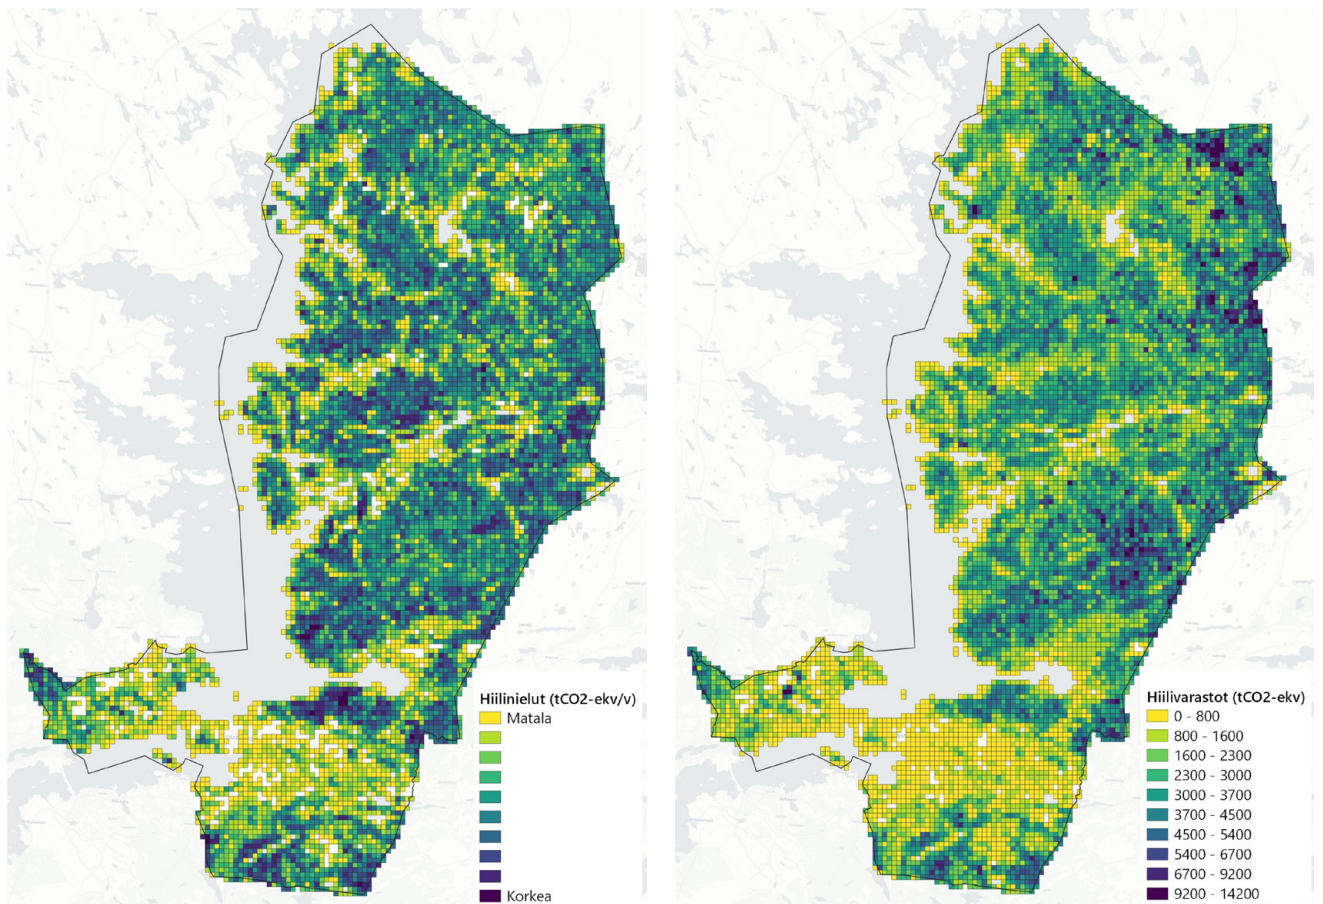 Hiilinielut (tCO2-ekv/v)
Matala
Korkea
Hiilivarastot (tCO2-ekv)
0 - 800
800 - 1600
1600 - 2300
2300 - 3000
3000 - 3700
3700 - 4500
4500 - 5400
5400 - 6700
6700 - 9200
9200 - 14200